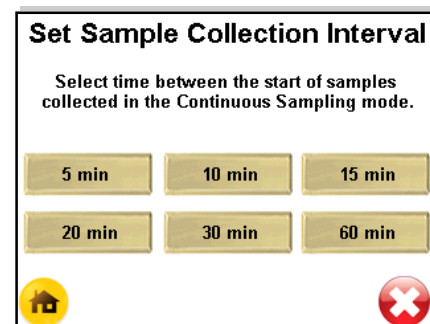 Set Sample Collection Interval
Select time between the start of samples
collected in the Continuous Sampling mode.
5 min 10 min 15 min
20 min 30 min 60 min